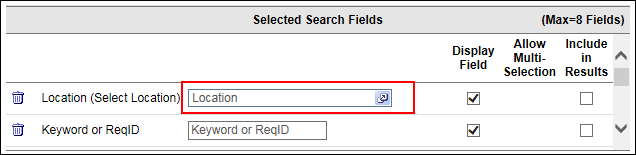 Selected Search Fields (Max=8 Fields)
Display Field Allow Multi-Selection Include in Results
Location (Select Location) Location
Keyword or ReqID Keyword or ReqID